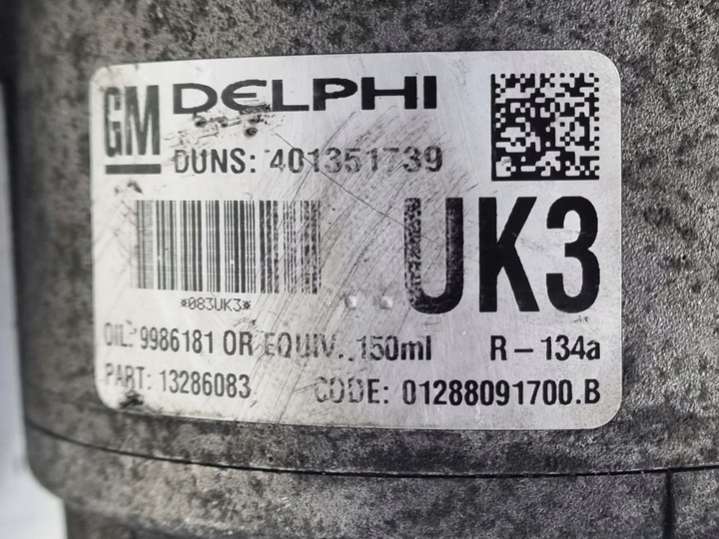 GM DELPHI
DUNS: 401351739
*083UK3*
UK3
OIL: 9986181 OR EQUIV. 150ml R-134a
PART: 13286083 CODE: 01288091700.B